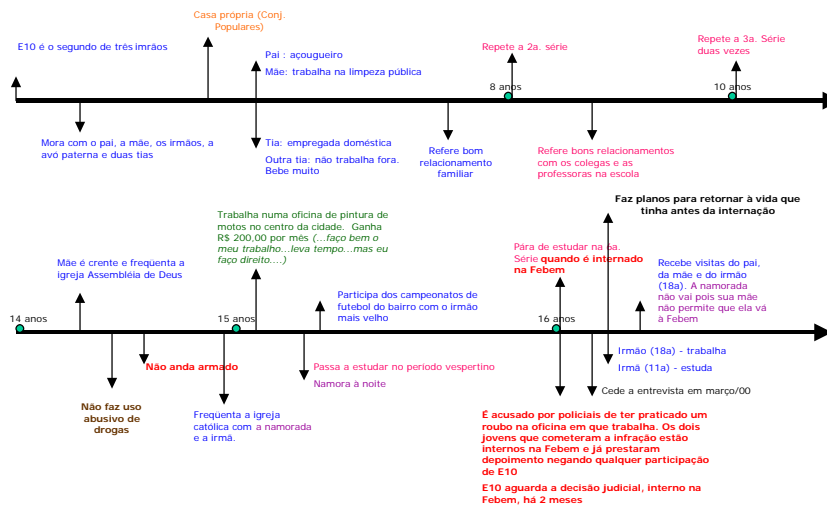 Casa própria (Conj.
Populares)
E10 é o segundo de três imrãos
Pai : açougueiro
Mãe: trabalha na limpeza pública
Repete a 2a. série
Repete a 3a. Série
duas vezes
8 anos
10 anos
Mora com o pai, a mãe, os irmãos, a
avó paterna e duas tias
Tia: empregada doméstica
Outra tia: não trabalha fora.
Bebe muito
Refere bom
relacionamento
familiar
Refere bons relacionamentos
com os colegas e as
professoras na escola
Faz planos para retornar à vida que
tinha antes da internação
Trabalha numa oficina de pintura de
motos no centro da cidade. Ganha
R$ 200,00 por mês (...faço bem o
meu trabalho...leva tempo...mas eu
faço direito....)
Mãe é crente e freqüenta a
igreja Assembléia de Deus
Pára de estudar na 6a.
Série quando é internado
na Febem
Recebe visitas do pai,
da mãe e do irmão
(18a). A namorada
não vai pois sua mãe
não permite que ela vá
à Febem
Participa dos campeonatos de
futebol do bairro com o irmão
mais velho
14 anos
15 anos
16 anos
Não anda armado
Passa a estudar no período vespertino
Namora à noite
Irmão (18a) - trabalha
Irmã (11a) - estuda
Cede a entrevista em março/00
Não faz uso
abusivo de
drogas
Freqüenta a igreja
católica com a namorada
e a irmã.
É acusado por policiais de ter praticado um
roubo na oficina em que trabalha. Os dois
jovens que cometeram a infração estão
internos na Febem e já prestaram
depoimento negando qualquer participação
de E10
E10 aguarda a decisão judicial, interno na
Febem, há 2 meses